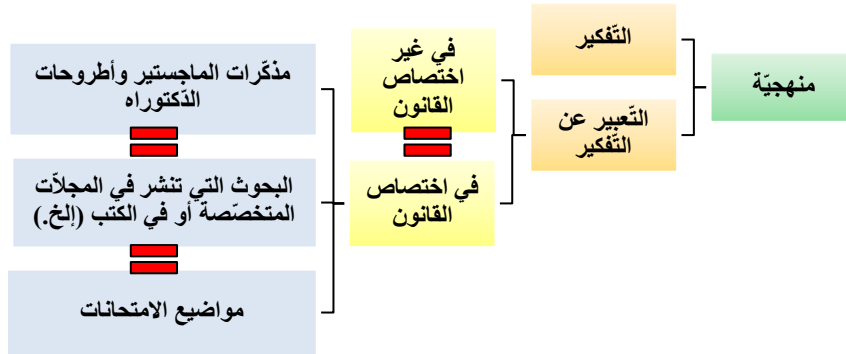 منهجيّة
التّفكير
التّعبير عن
التّفكير
في غير
اختصاص
القانون
في اختصاص
القانون
مذكّرات الماجستير وأطروحات
الدّكتوراه
البحوث التي تنشر في المجلاّت
المتخصّصة أو في الكتب (إلخ.)
مواضيع الامتحانات